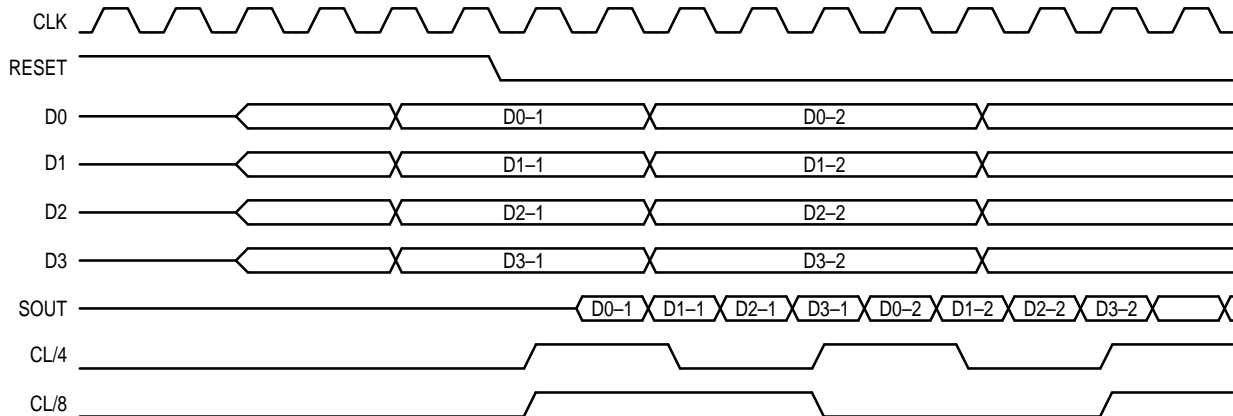 CLK
RESET
D0
D0–1
D0–2
D1
D1–1
D1–2
D2
D2–1
D2–2
D3
D3–1
D3–2
SOUT
D0–1
D1–1
D2–1
D3–1
D0–2
D1–2
D2–2
D3–2
CL/4
CL/8